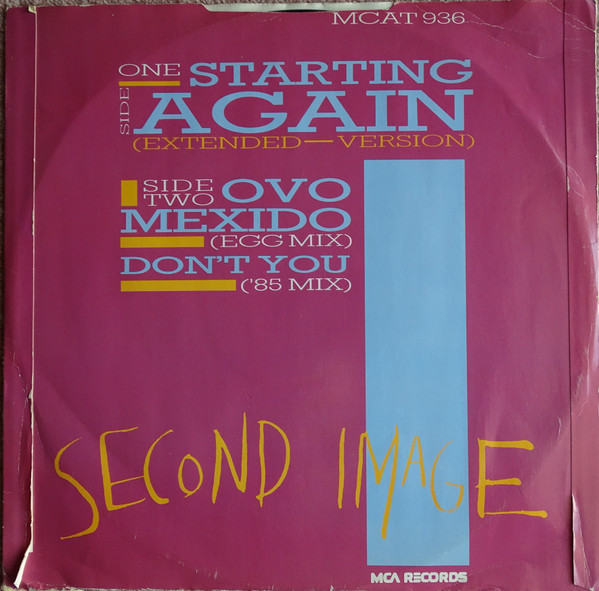 MCAT 936
SIDE ONE STARTING
AGAIN
(EXTENDED—VERSION)
SIDE TWO OVO
MEXIDO
(EGG MIX)
DON'T YOU
('85 MIX)
SECOND IMAGE
MCA RECORDS